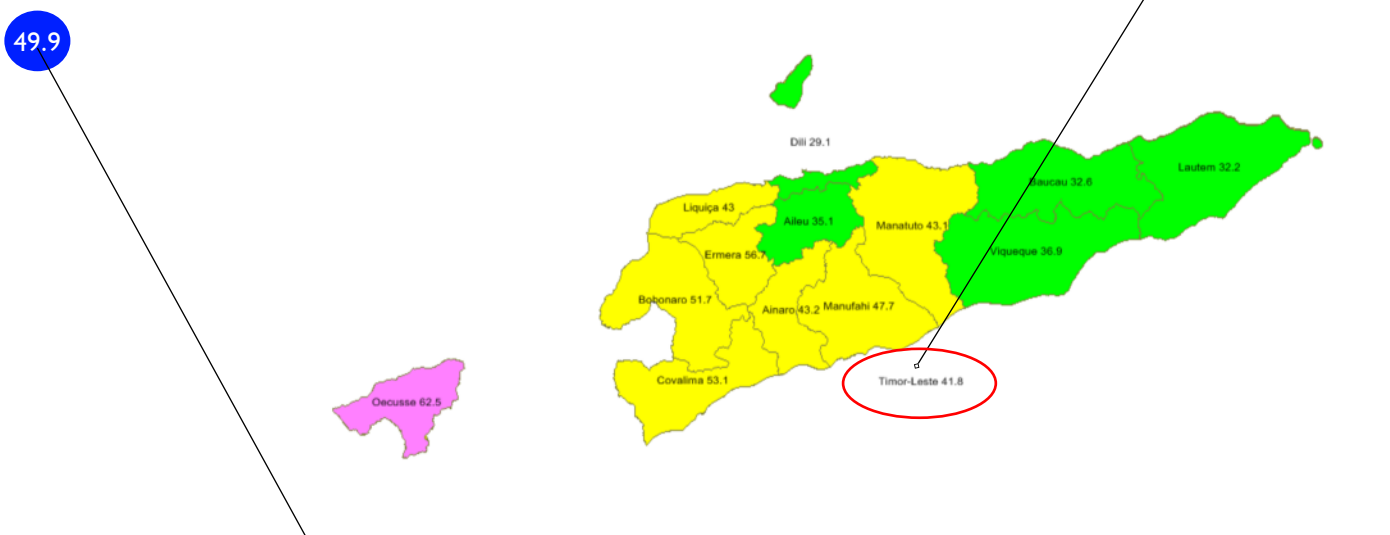 49.9
Dili 29.1
Lautem 32.2
Baucau 32.6
Liquiça 43
Aileu 35.1
Manatuto 43.1
Ermera 56.7
Viqueque 36.9
Bobonaro 51.7
Ainaro 43.2
Manufahi 47.7
Covalima 53.1
Timor-Leste 41.8
Oecusse 62.5